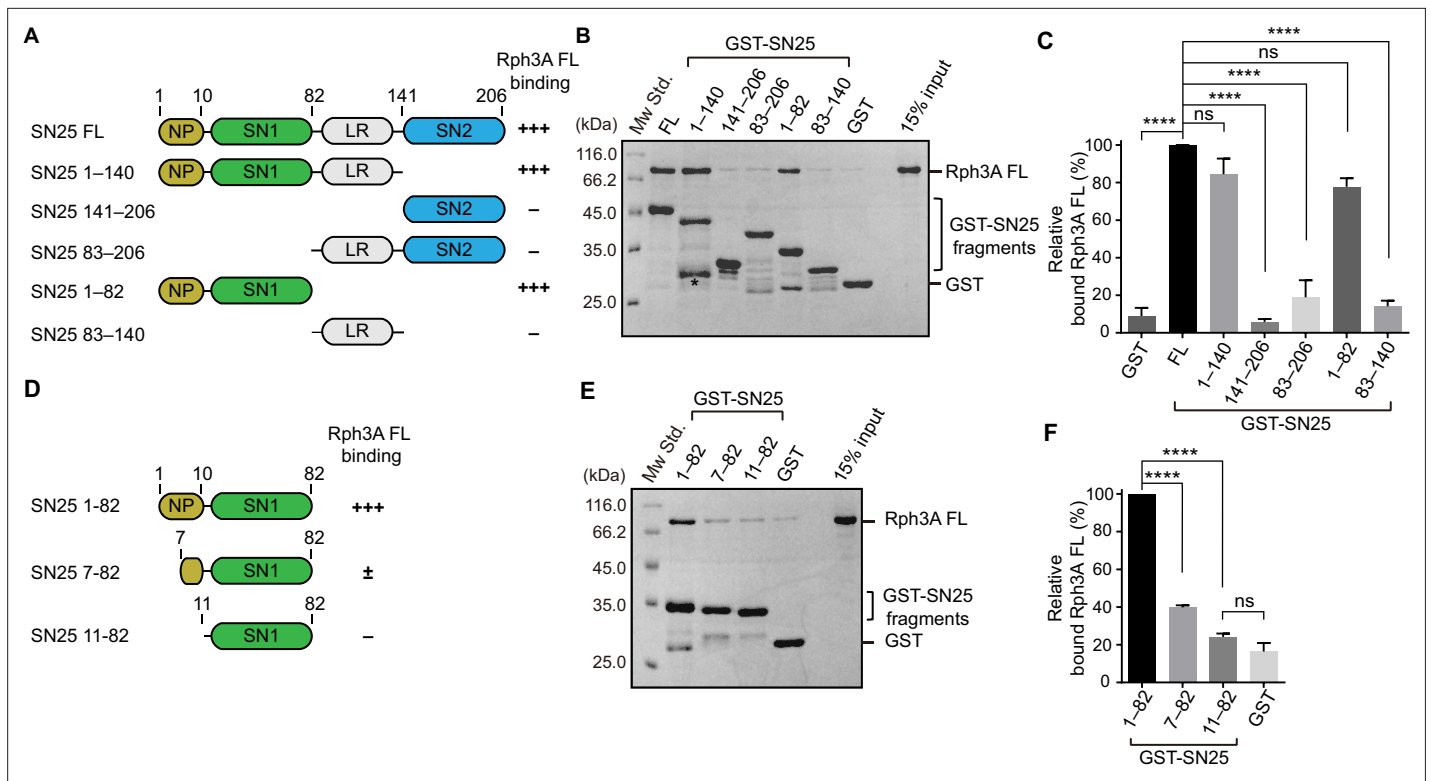 A
Rph3A FL
binding
1 10 82 141 206
SN25 FL NP SN1 LR SN2 +++
SN25 1–140 NP SN1 LR +++
SN25 141–206 SN2 –
SN25 83–206 LR SN2 –
SN25 1–82 NP SN1 +++
SN25 83–140 LR –
B
GST-SN25
Mw Std. FL 1–140 141–206 83–206 1–82 83–140 GST 15% input
(kDa)
116.0
66.2
45.0
35.0
25.0
Rph3A FL
GST-SN25
fragments
GST
*
C
****
ns
****
****
**** ns
Relative
bound Rph3A FL (%)
100
80
60
40
20
0
GST FL 1–140 141–206 83–206 1–82 83–140
GST-SN25
D
Rph3A FL
binding
1 10 82
SN25 1-82 NP SN1 +++
7 82
SN25 7-82 SN1 ±
11 82
SN25 11-82 SN1 –
E
GST-SN25
Mw Std. 1–82 7–82 11–82 GST 15% input
(kDa)
116.0
66.2
45.0
35.0
25.0
Rph3A FL
GST-SN25
fragments
GST
F
****
****
ns
Relative
bound Rph3A FL (%)
100
80
60
40
20
0
1–82 7–82 11–82 GST
GST-SN25